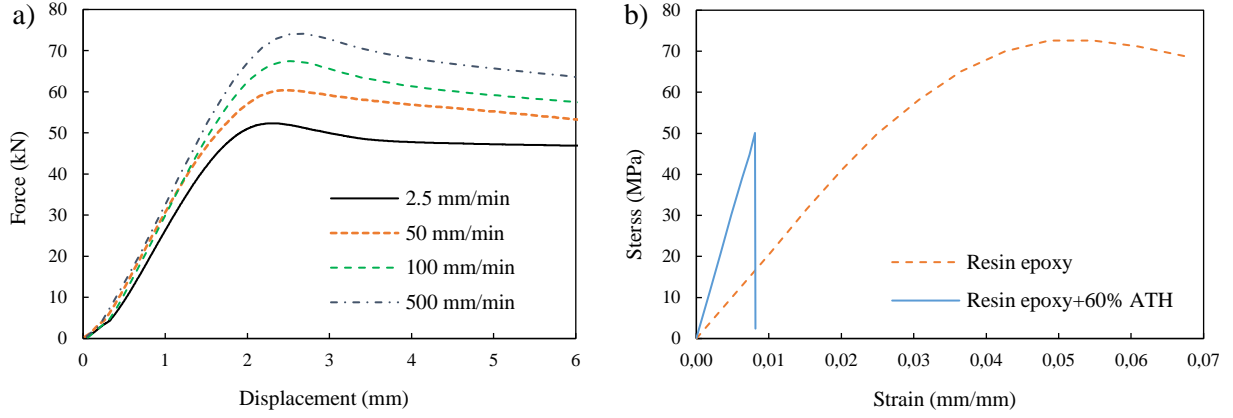 a)
80
70
60
50
40
30
20
10
0
Force (kN)
2.5 mm/min
50 mm/min
100 mm/min
500 mm/min
0 1 2 3 4 5 6
Displacement (mm)
b)
80
70
60
50
40
30
20
10
0
Sterss (MPa)
Resin epoxy
Resin epoxy+60% ATH
0,00 0,01 0,02 0,03 0,04 0,05 0,06 0,07
Strain (mm/mm)